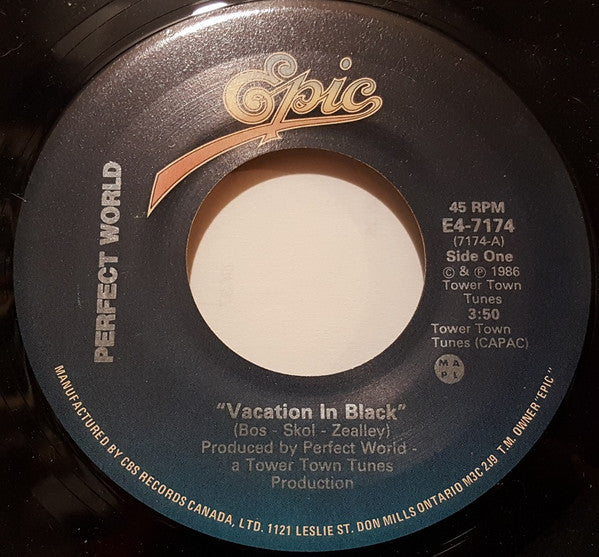 Epic
PERFECT WORLD
45 RPM
E4-7174
(7174-A)
Side One
© & ℗ 1986
Tower Town
Tunes
3:50
Tower Town
Tunes (CAPAC)
M A
P L
"Vacation In Black"
(Bos - Skol - Zealley)
Produced by Perfect World -
a Tower Town Tunes
Production
MANUFACTURED BY CBS RECORDS CANADA, LTD. 1121 LESLIE ST. DON MILLS ONTARIO M3C 2J9 T.M. OWNER "EPIC"